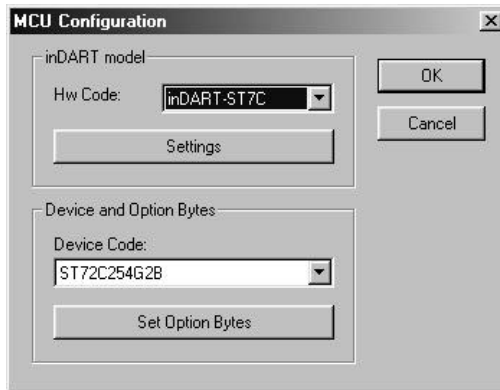 MCU Configuration
inDART model
Hw Code: inDART-ST7C
OK
Settings
Cancel
Device and Option Bytes
Device Code:
ST72C254G2B
Set Option Bytes